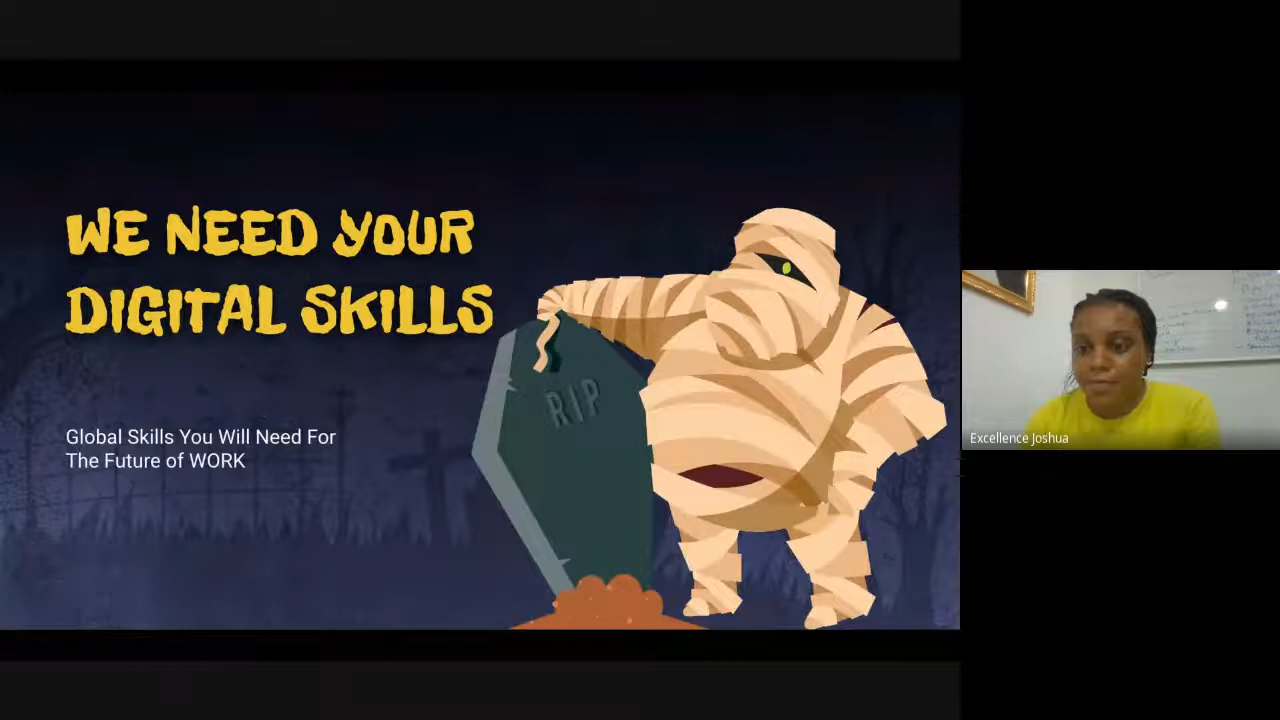 WE NEED YOUR
DIGITAL SKILLS
RIP
Global Skills You Will Need For
The Future of WORK
Excellence Joshua